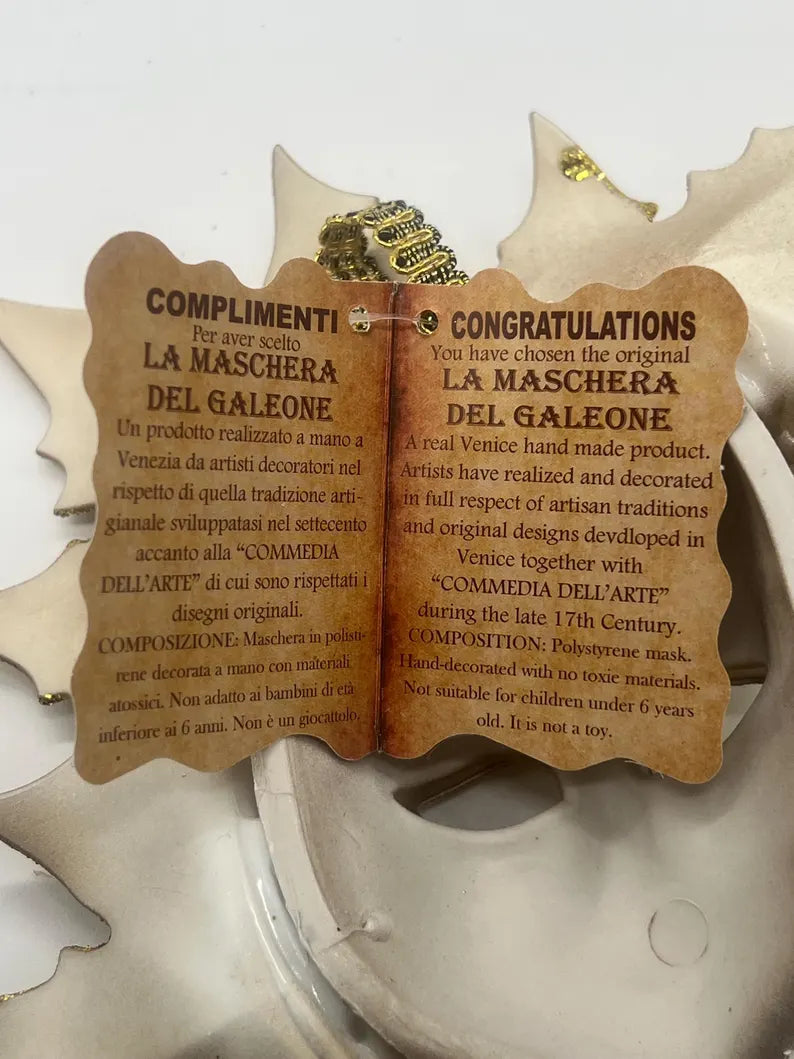 COMPLIMENTI
Per aver scelto
LA MASCHERA
DEL GALEONE
Un prodotto realizzato a mano a
Venezia da artisti decoratori nel
rispetto di quella tradizione arti-
gianale sviluppatasi nel settecento
accanto alla “COMMEDIA
DELL’ARTE” di cui sono rispettati i
disegni originali.
COMPOSIZIONE: Maschera in polisti-
rene decorata a mano con materiali
atossici. Non adatto ai bambini di età
inferiore ai 6 anni. Non è un giocattolo.
CONGRATULATIONS
You have chosen the original
LA MASCHERA
DEL GALEONE
A real Venice hand made product.
Artists have realized and decorated
in full respect of artisan traditions
and original designs devdloped in
Venice together with
“COMMEDIA DELL’ARTE”
during the late 17th Century.
COMPOSITION: Polystyrene mask.
Hand-decorated with no toxie materials.
Not suitable for children under 6 years
old. It is not a toy.